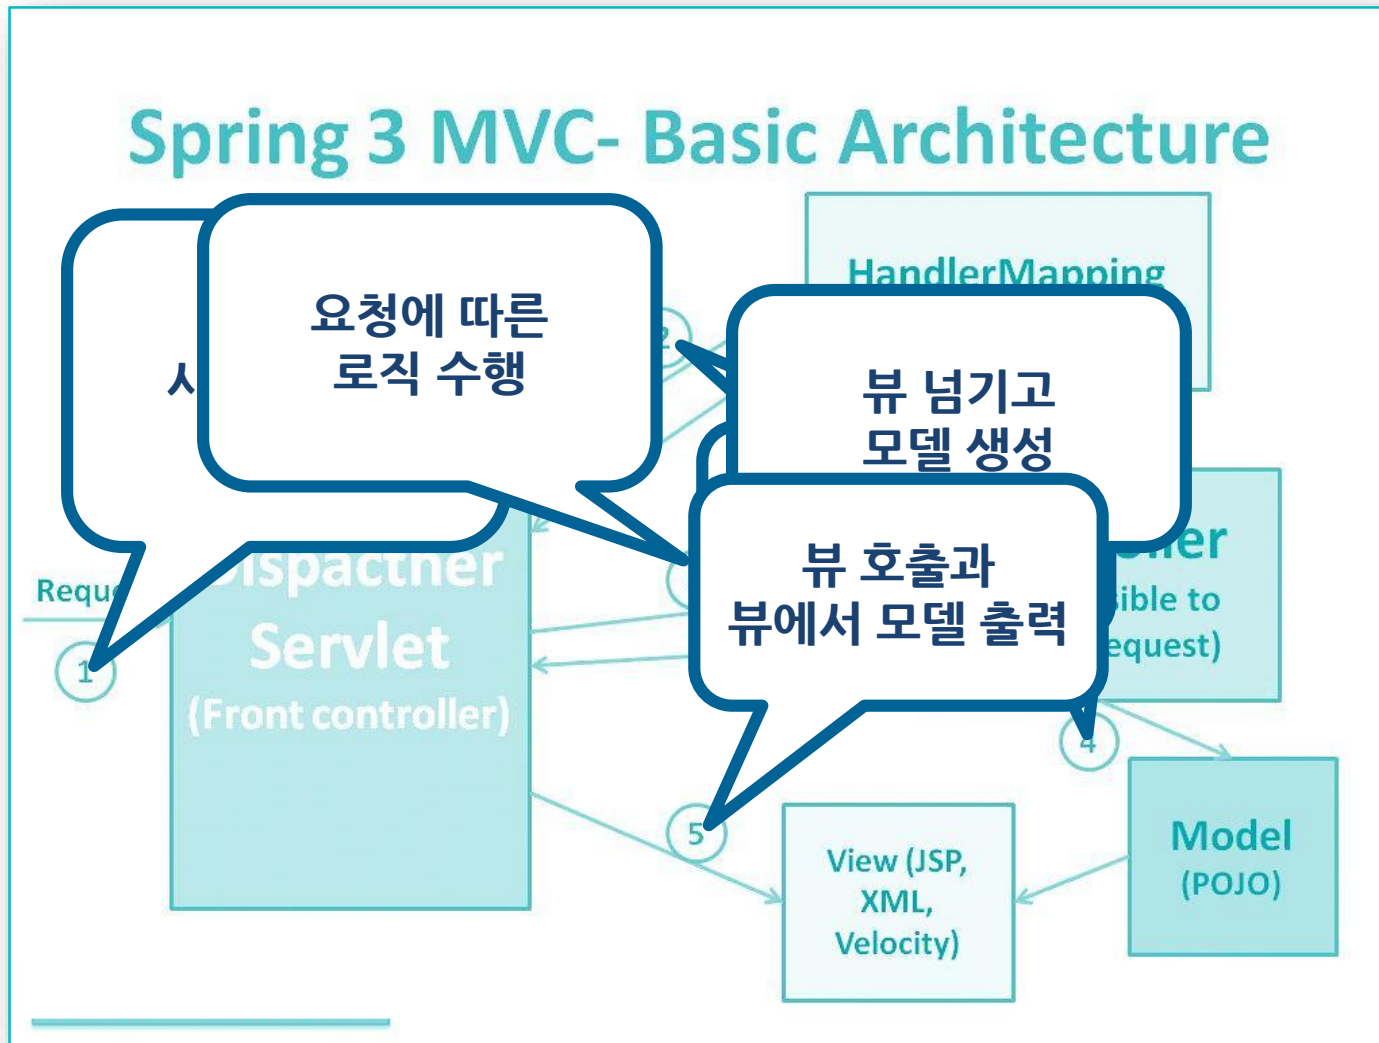 Spring 3 MVC- Basic Architecture
HandlerMapping
요청에 따른
로직 수행
뷰 넘기고
모델 생성
뷰 호출과
뷰에서 모델 출력
Servlet
(Front controller)
1
4
5
View (JSP,
XML,
Velocity)
Model
(POJO)